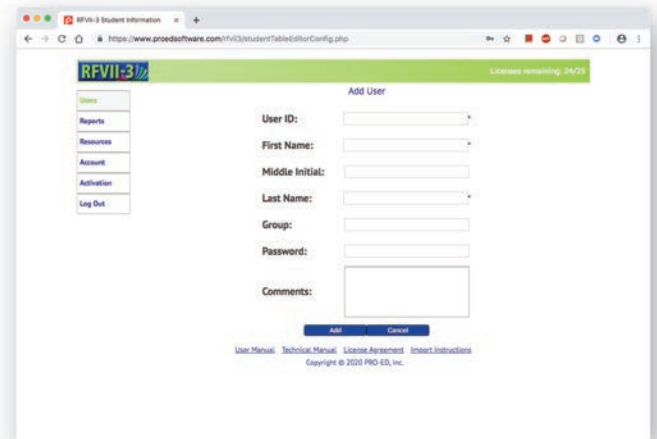 RFVII-3 Student Information
https://www.proedsoftware.com/rfvii3/studentTableEditorConfig.php
RFVII-3
Licenses remaining: 24/25
Users
Reports
Resources
Account
Activation
Log Out
Add User
User ID: *
First Name: *
Middle Initial:
Last Name: *
Group:
Password:
Comments:
Add Cancel
User Manual Technical Manual License Agreement Import Instructions
Copyright © 2020 PRO-ED, Inc.